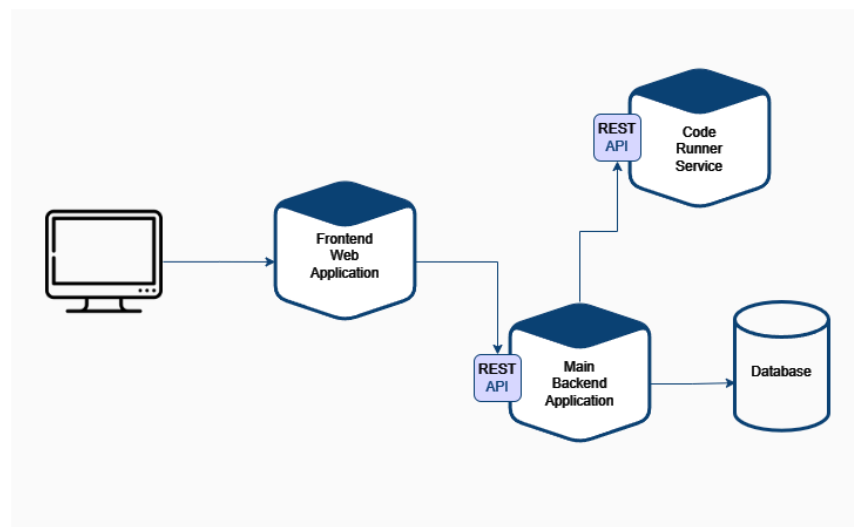 REST
API
Code
Runner
Service
Frontend
Web
Application
REST
API
Main
Backend
Application
Database